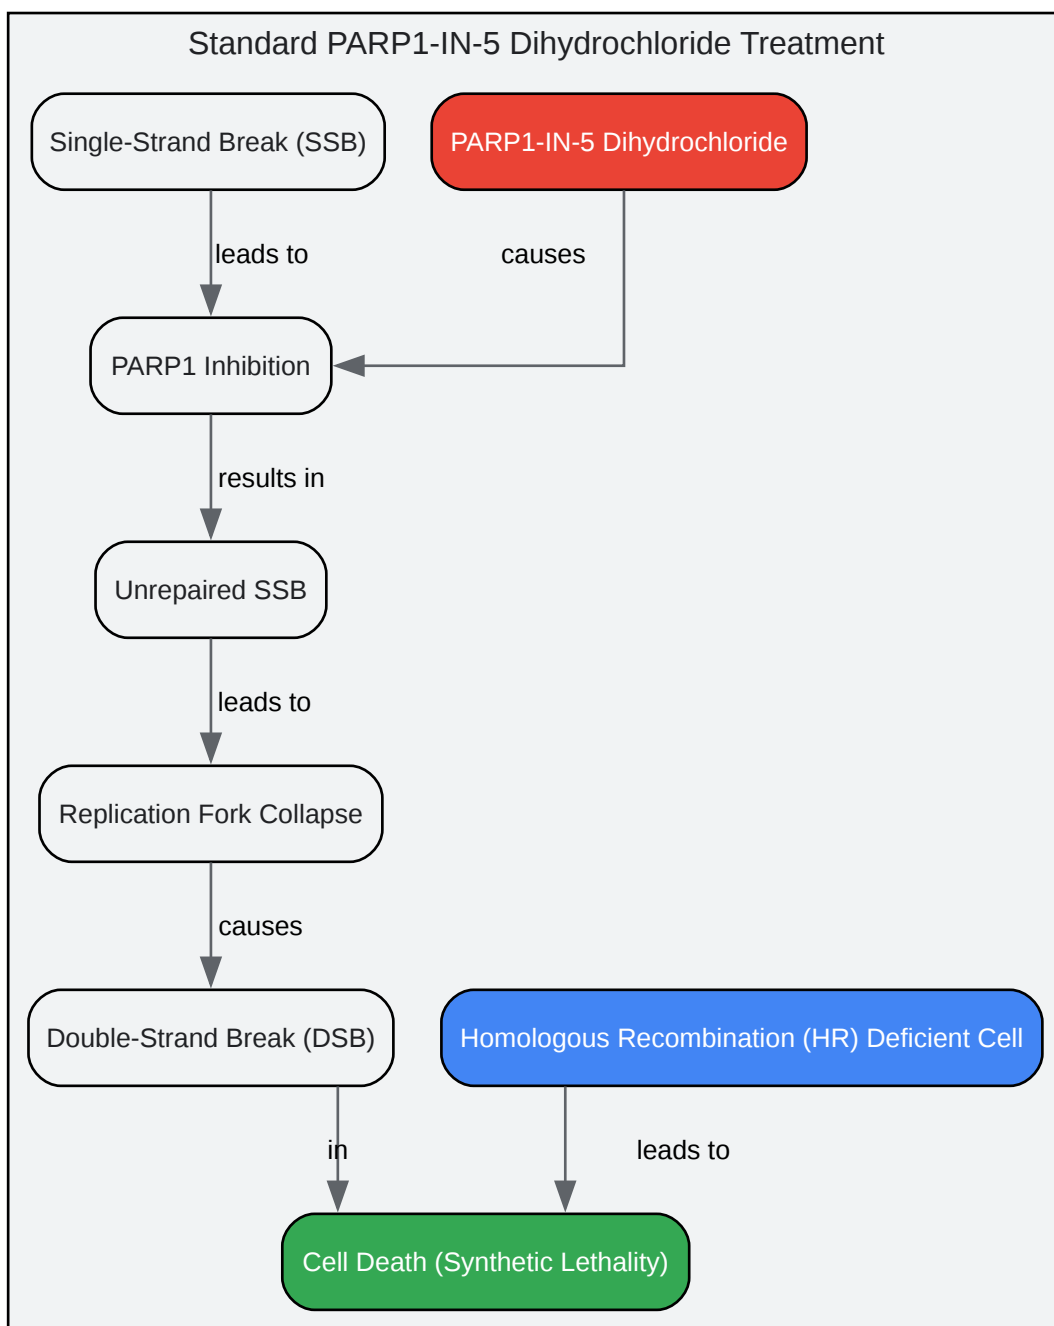 Standard PARP1-IN-5 Dihydrochloride Treatment
Single-Strand Break (SSB)
PARP1-IN-5 Dihydrochloride
leads to
causes
PARP1 Inhibition
results in
Unrepaired SSB
leads to
Replication Fork Collapse
causes
Double-Strand Break (DSB)
Homologous Recombination (HR) Deficient Cell
in
leads to
Cell Death (Synthetic Lethality)